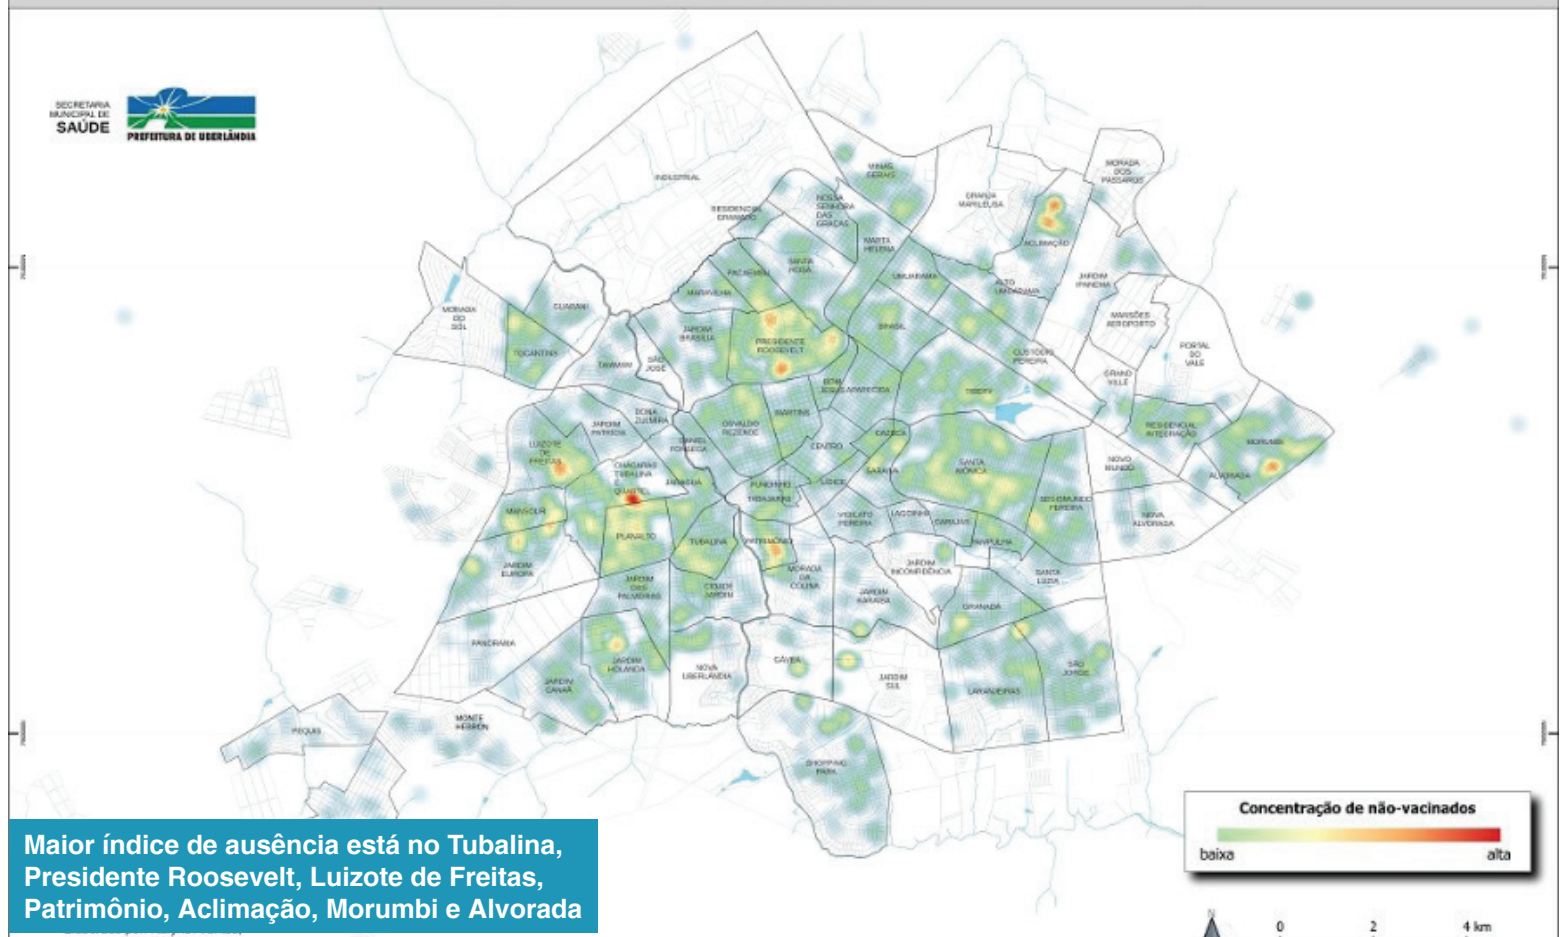 SECRETARIA
MUNICIPAL DE
SAÚDE
PREFEITURA DE UBERLÂNDIA
INDUSTRIAL
MINAS
GERAIS
MORADA
DOS
PÁSSAROS
GRANJA
MARILEUSA
RESIDENCIAL
GRAMADO
NOSSA
SENHORA
DAS
GRAÇAS
MARTA
HELENA
ACLIMAÇÃO
SANTA
ROSA
PACAEMBU
UMUARAMA
ALTO
UMUARAMA
JARDIM
IPANEMA
MARAVILHA
GUARANI
MORADA
DO
SOL
MANSÕES
AEROPORTO
JARDIM
BRASÍLIA
PRESIDENTE
ROOSEVELT
BRASIL
TOCANTINS
TAIAMAN
SÃO
JOSÉ
CUSTÓDIO
PEREIRA
PORTAL
DO
VALE
GRAND
VILLE
BOM
JESUS
APARECIDA
TIBERY
DONA
ZULMIRA
JARDIM
PATRÍCIA
OSVALDO
REZENDE
MARTINS
RESIDENCIAL
INTEGRAÇÃO
MORUMBI
LUIZOTE
DE
FREITAS
DANIEL
FONSECA
CENTRO
CAZECA
CHÁCARAS
TUBALINA
E
QUARTEL
JARAGUÁ
SARAIVA
SANTA
MÔNICA
NOVO
MUNDO
ALVORADA
FUNDINHO
LÍDICE
TABAJARAS
SEGISMUNDO
PEREIRA
MANSOUR
VIGILATO
PEREIRA
LAGOINHA
CARAJÁS
NOVA
ALVORADA
PLANALTO
TUBALINA
PATRIMÔNIO
PAMPULHA
JARDIM
EUROPA
MORADA
DA
COLINA
JARDIM
INCONFIDÊNCIA
SANTA
LUZIA
JARDIM
DAS
PALMEIRAS
CIDADE
JARDIM
JARDIM
KARAÍBA
GRANADA
PANORAMA
JARDIM
HOLANDA
NOVA
UBERLÂNDIA
GÁVEA
JARDIM
SUL
SÃO
JORGE
JARDIM
CANAÃ
LARANJEIRAS
MONTE
HEBRON
PEQUIS
SHOPPING
PARK
Concentração de não-vacinados
baixa
alta
Maior índice de ausência está no Tubalina,
Presidente Roosevelt, Luizote de Freitas,
Patrimônio, Aclimação, Morumbi e Alvorada
N
0 2 4 km